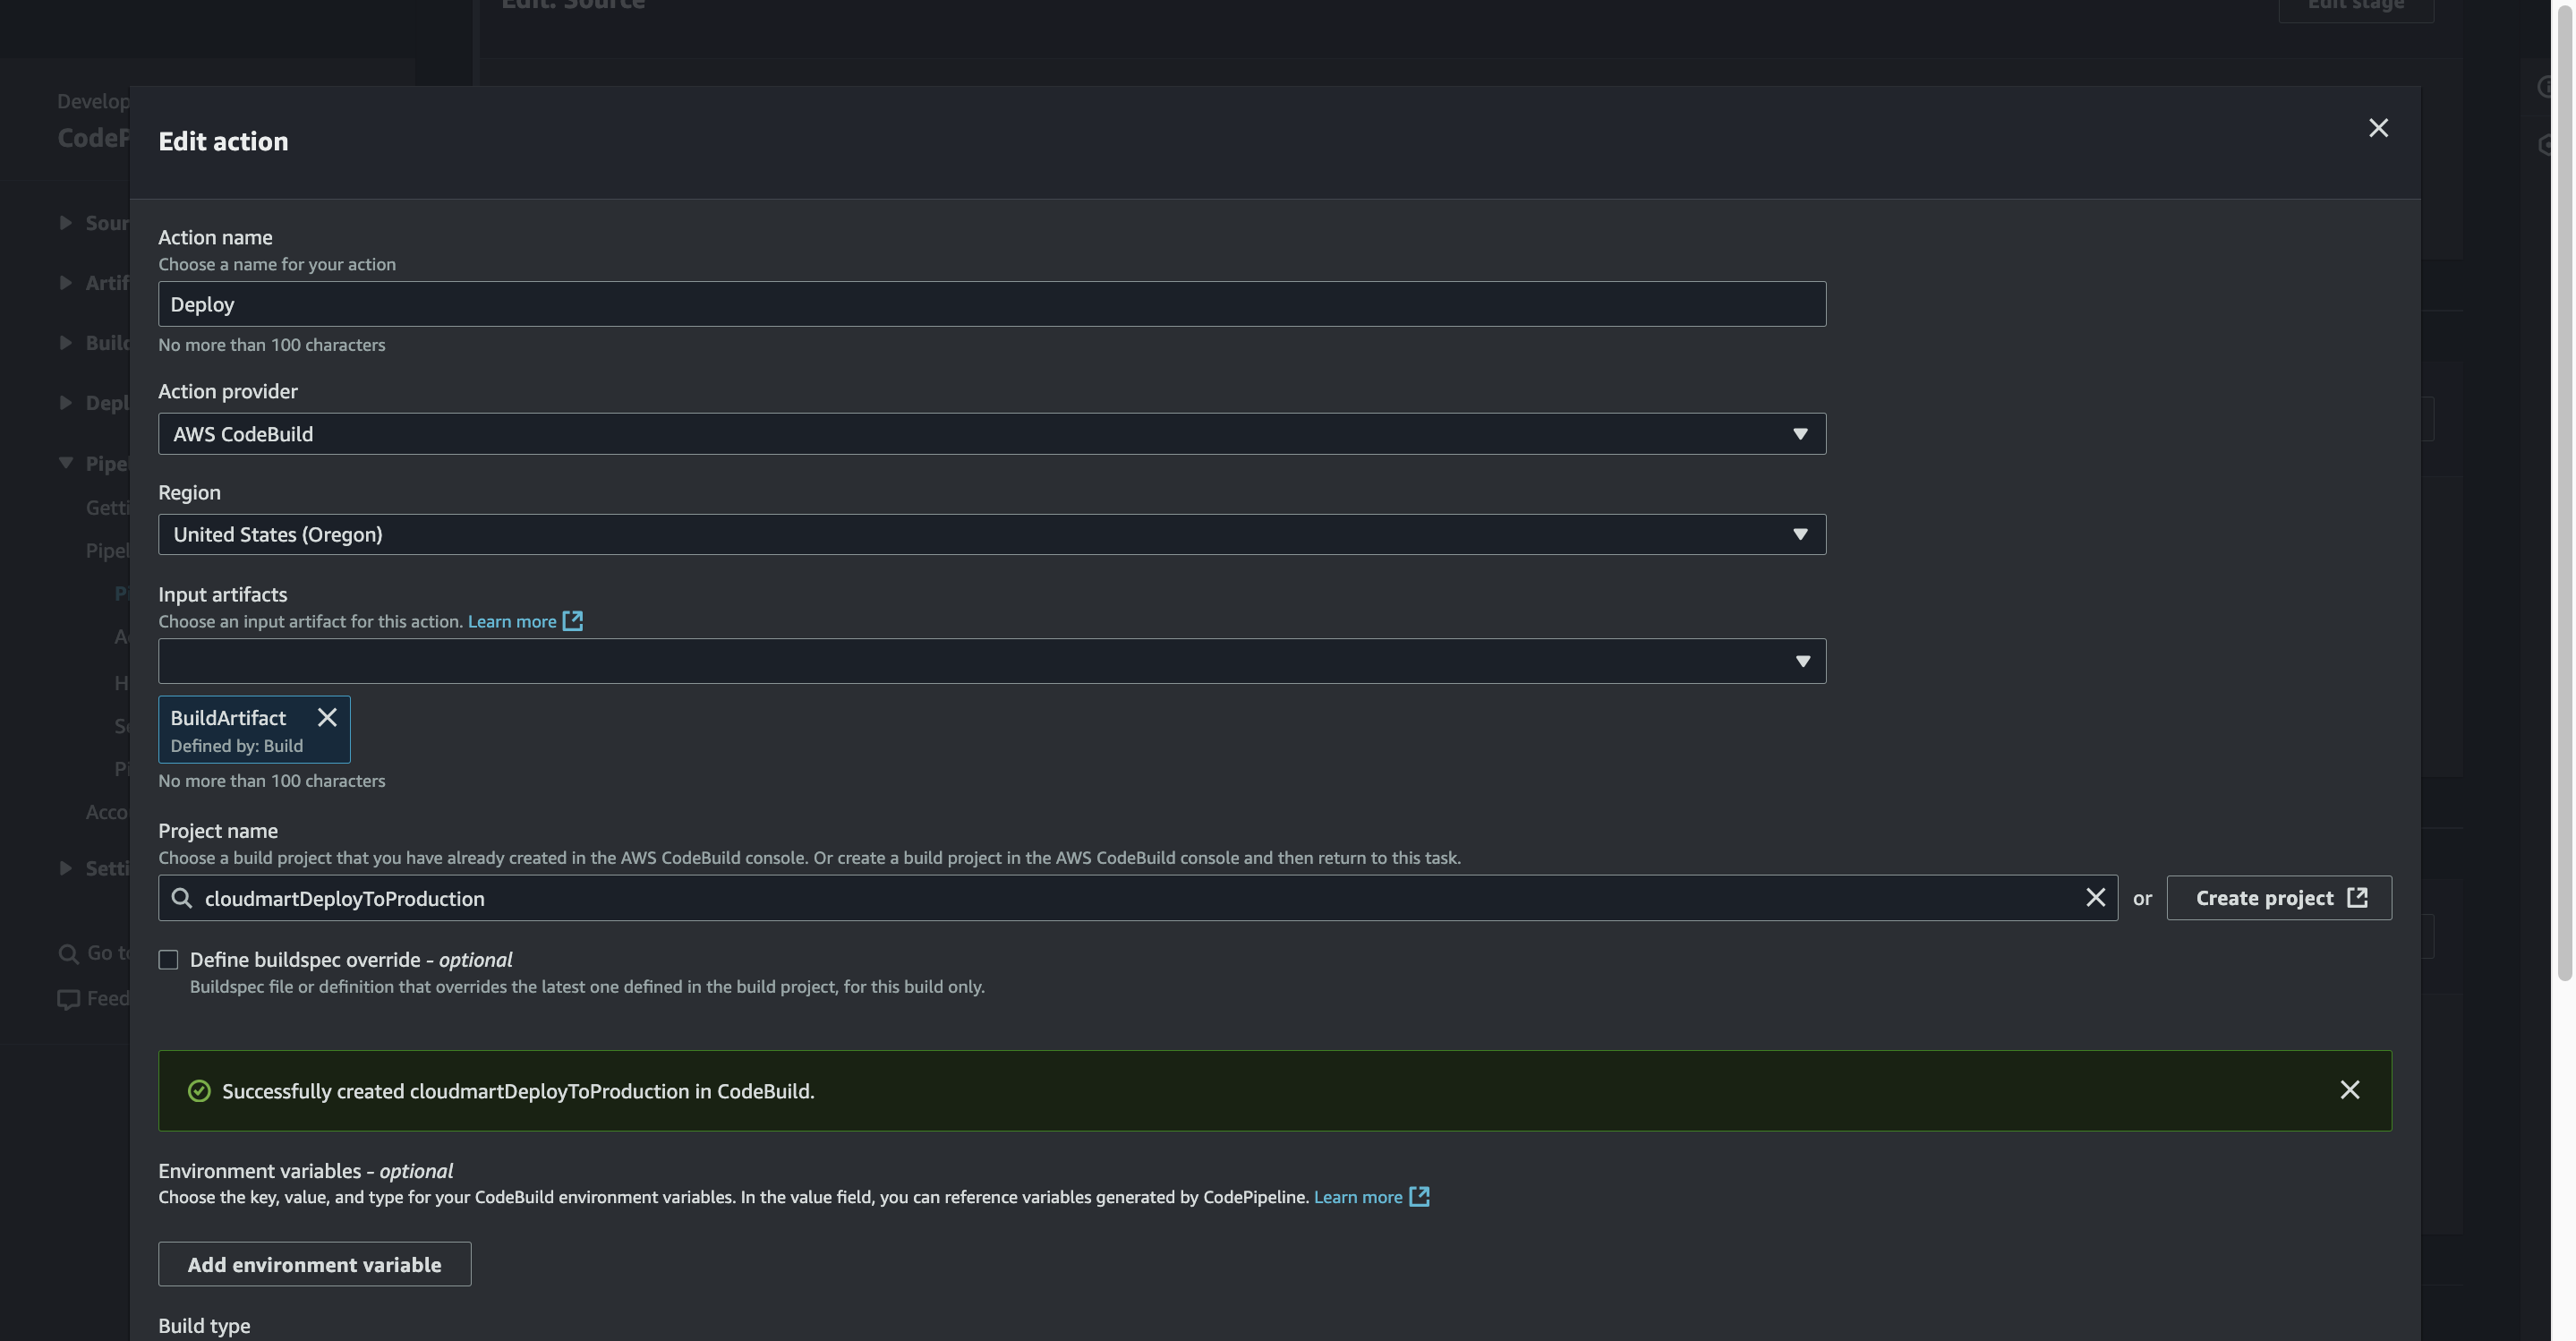 Edit: Source
Edit stage
Develop
CodeP
Sour
Artif
Build
Depl
Pipel
Getti
Pipel
Pi
A
H
Se
Pi
Acco
Setti
Go to
Feed
Edit action
Action name
Choose a name for your action
Deploy
No more than 100 characters
Action provider
AWS CodeBuild
Region
United States (Oregon)
Input artifacts
Choose an input artifact for this action. Learn more
BuildArtifact
Defined by: Build
No more than 100 characters
Project name
Choose a build project that you have already created in the AWS CodeBuild console. Or create a build project in the AWS CodeBuild console and then return to this task.
cloudmartDeployToProduction
or
Create project
Define buildspec override - optional
Buildspec file or definition that overrides the latest one defined in the build project, for this build only.
Successfully created cloudmartDeployToProduction in CodeBuild.
Environment variables - optional
Choose the key, value, and type for your CodeBuild environment variables. In the value field, you can reference variables generated by CodePipeline. Learn more
Add environment variable
Build type